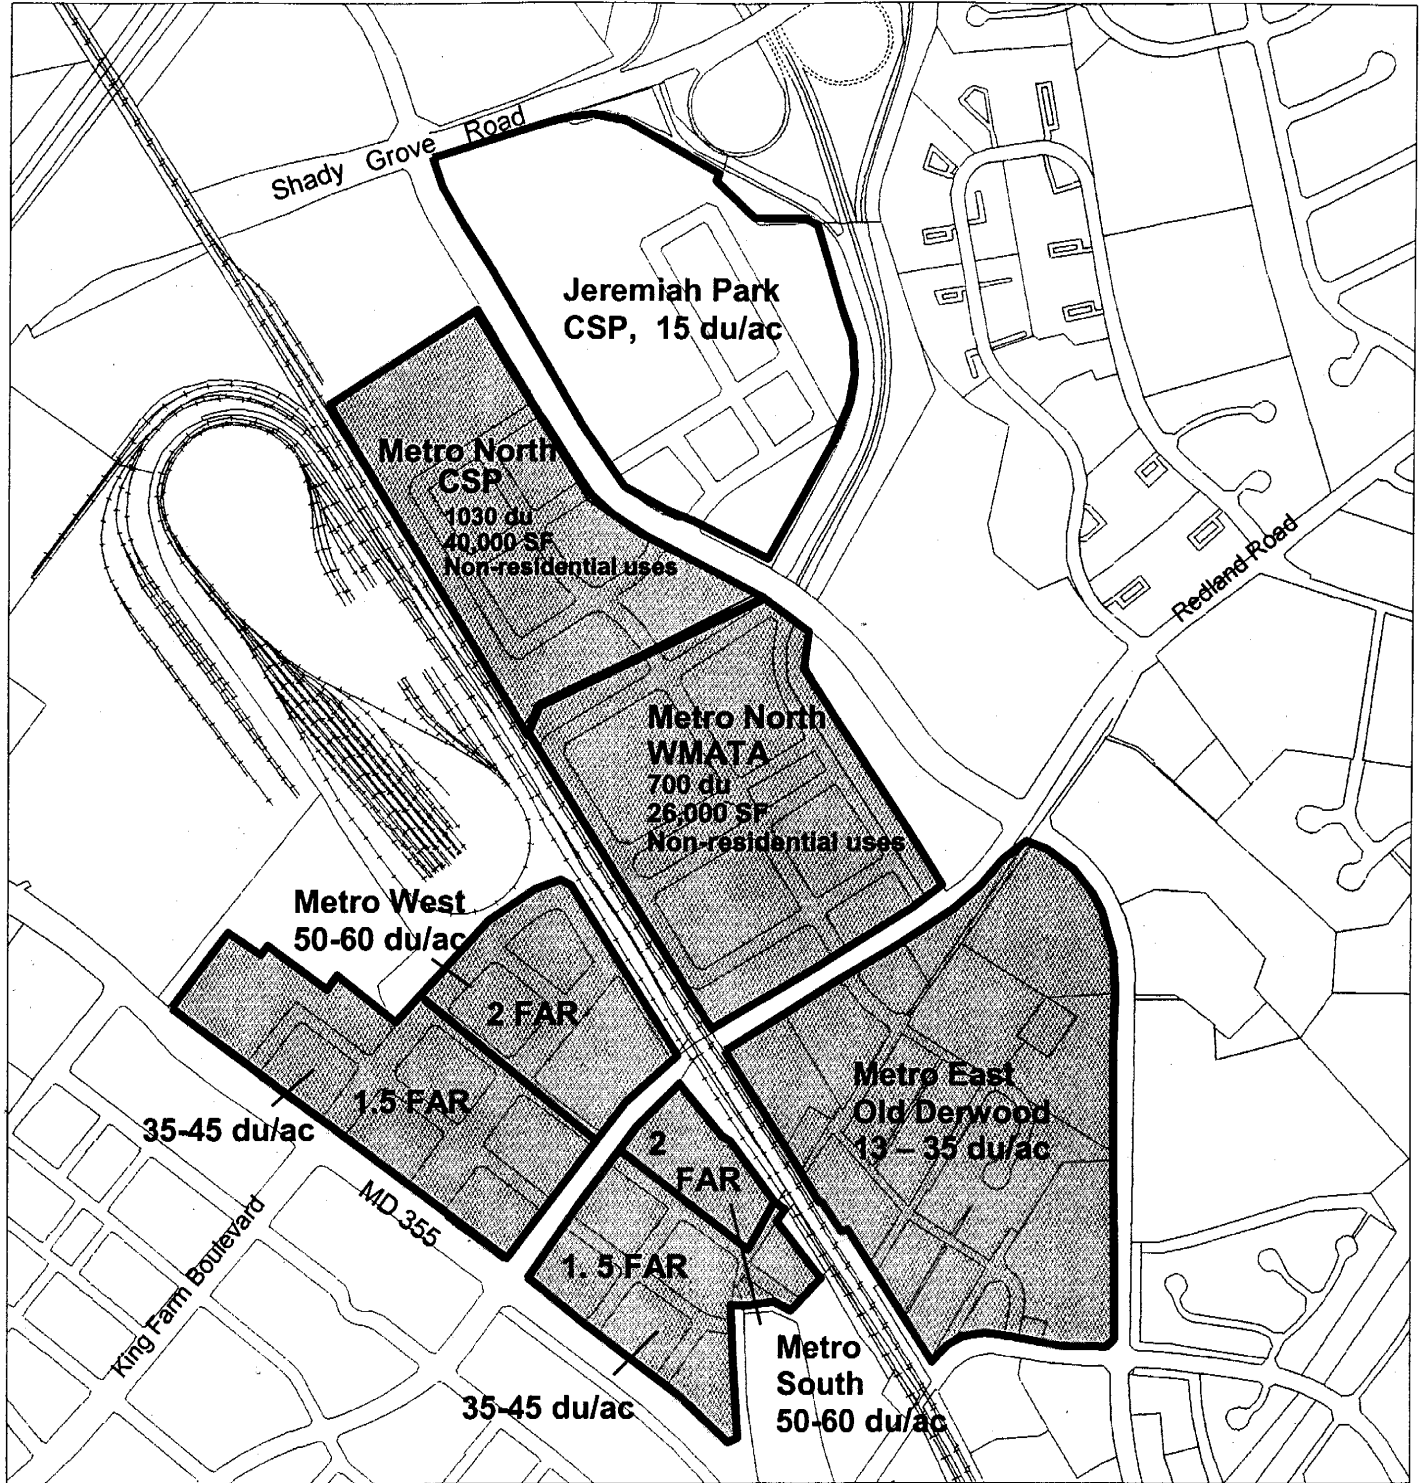 Shady Grove Road
Jeremiah Park
CSP, 15 du/ac
Metro North
CSP
1030 du
40,000 SF
Non-residential uses
Redland Road
Metro North
WMATA
700 du
26,000 SF
Non-residential uses
Metro West
50-60 du/ac
2 FAR
1.5 FAR
35-45 du/ac
Metro East
Old Derwood
13 – 35 du/ac
2
FAR
MD 355
King Farm Boulevard
1. 5 FAR
35-45 du/ac
Metro
South
50-60 du/ac